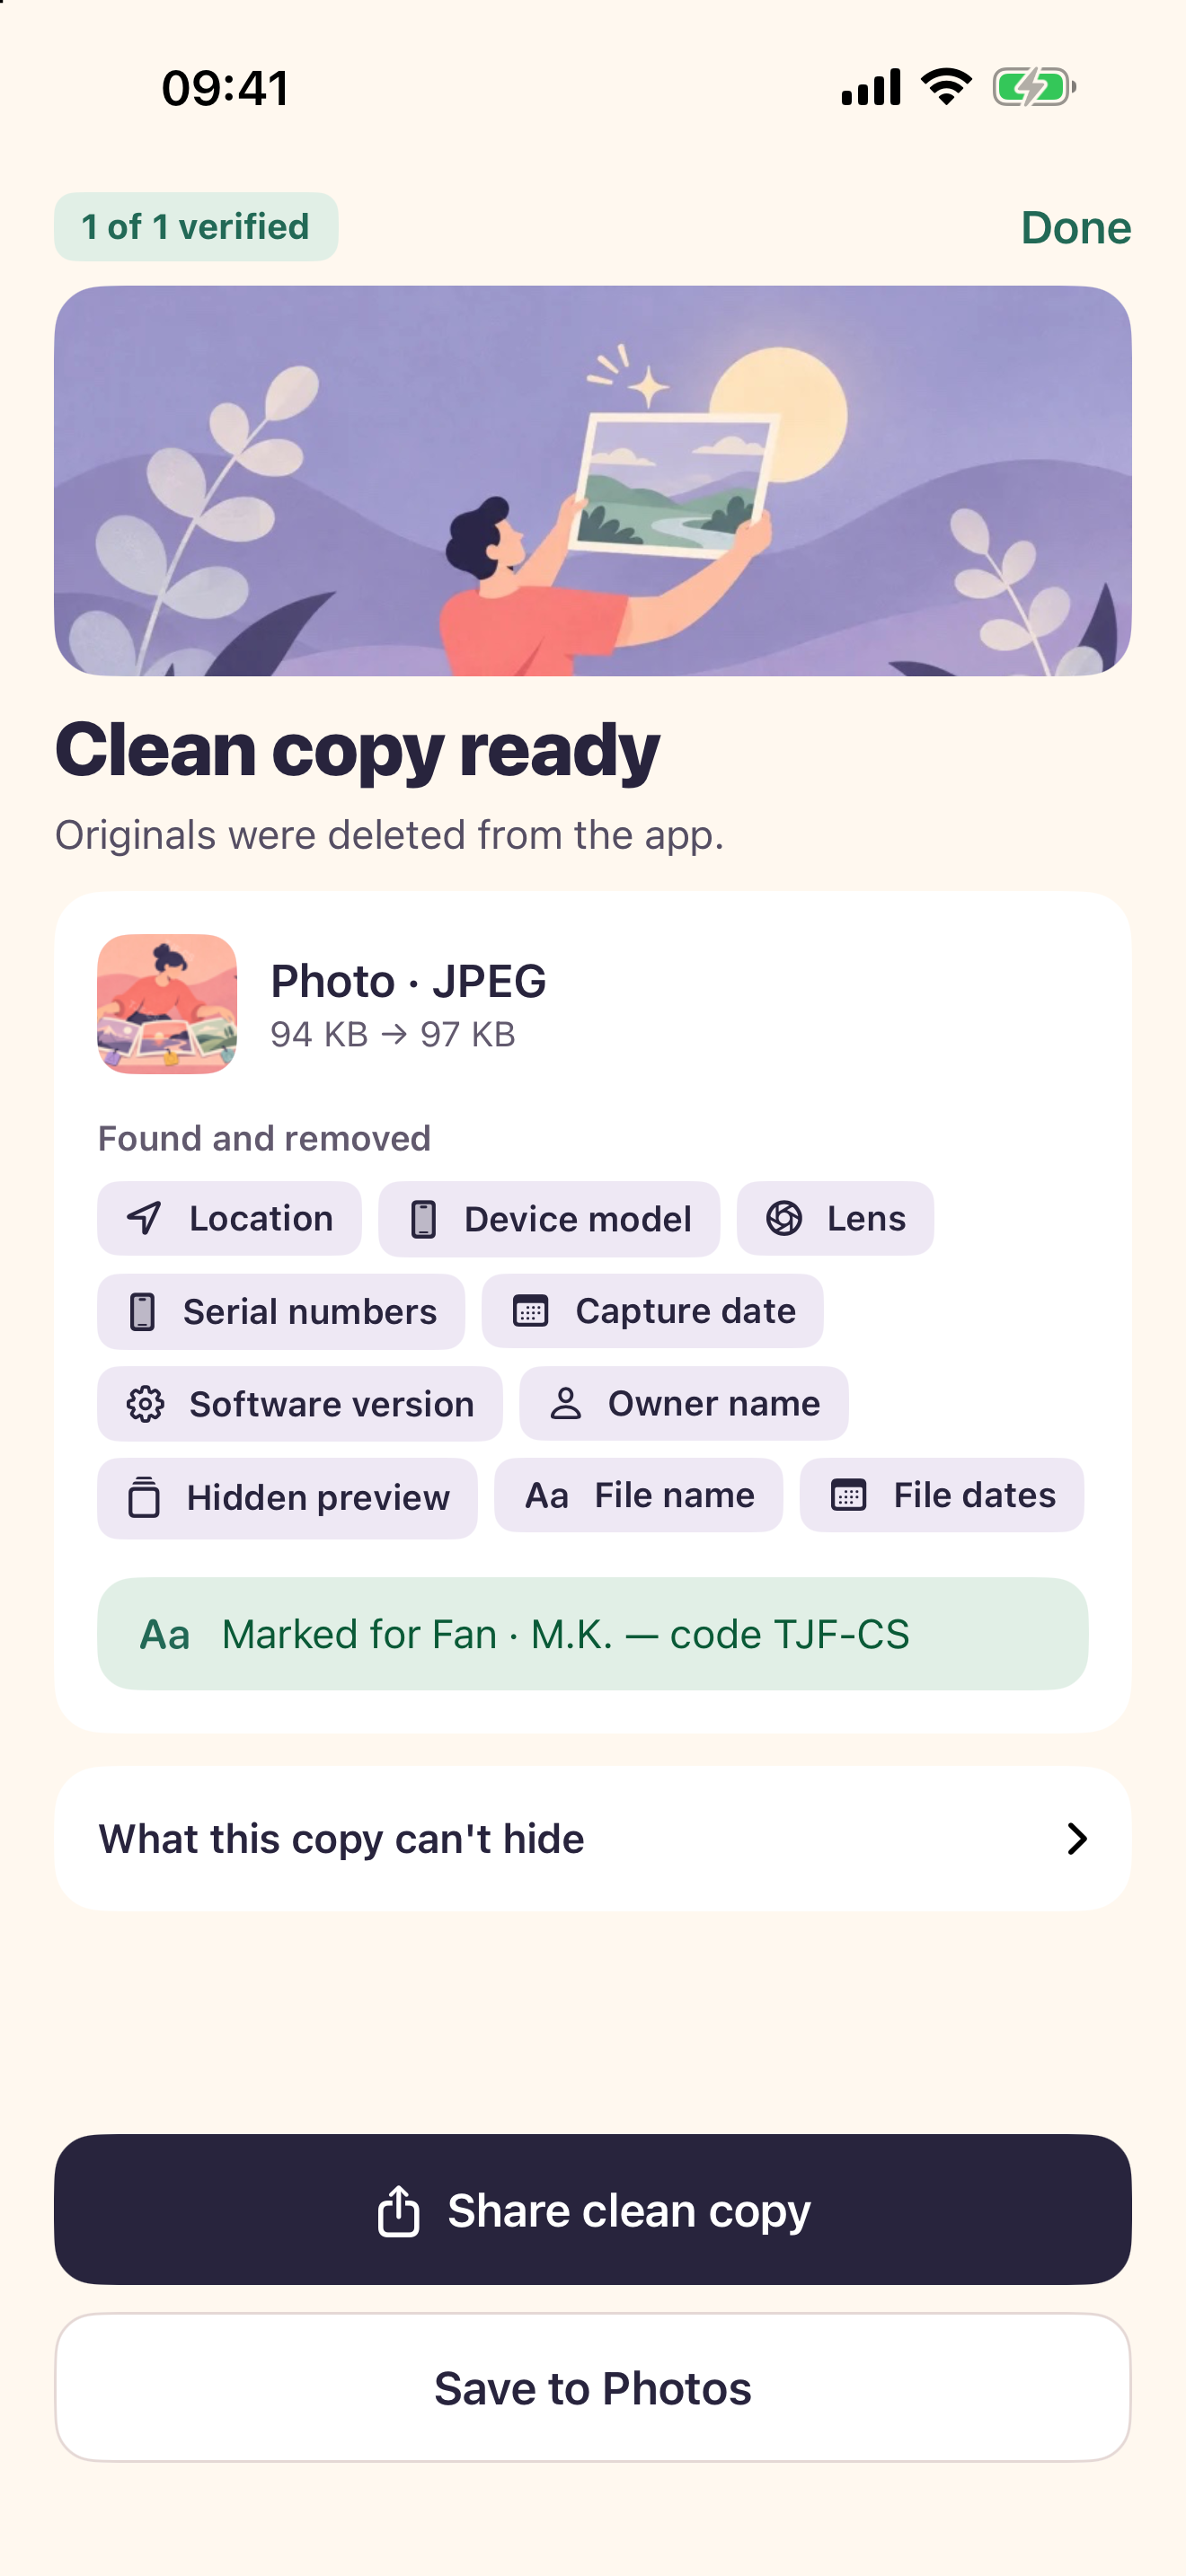 09:41
1 of 1 verified
Done
Clean copy ready
Originals were deleted from the app.
Photo · JPEG
94 KB → 97 KB
Found and removed
Location
Device model
Lens
Serial numbers
Capture date
Software version
Owner name
Hidden preview
Aa File name
File dates
Aa Marked for Fan · M.K. — code TJF-CS
What this copy can't hide
Share clean copy
Save to Photos